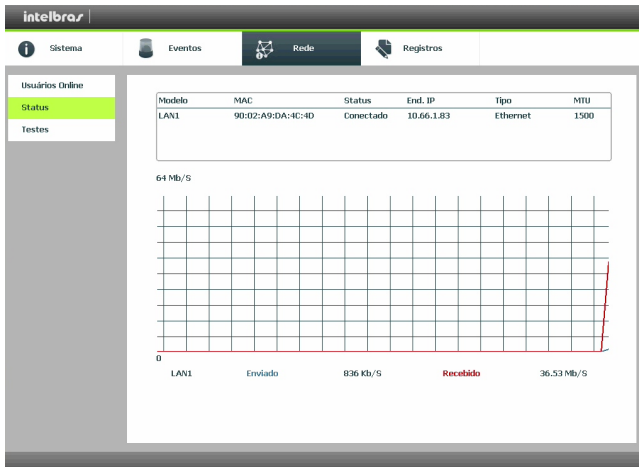 intelbras
Sistema Eventos Rede Registros
Usuários Online
Status
Testes
Modelo MAC Status End. IP Tipo MTU
LAN1 90:02:A9:DA:4C:4D Conectado 10.66.1.83 Ethernet 1500
64 Mb/S
0
LAN1 Enviado 836 Kb/S Recebido 36.53 Mb/S